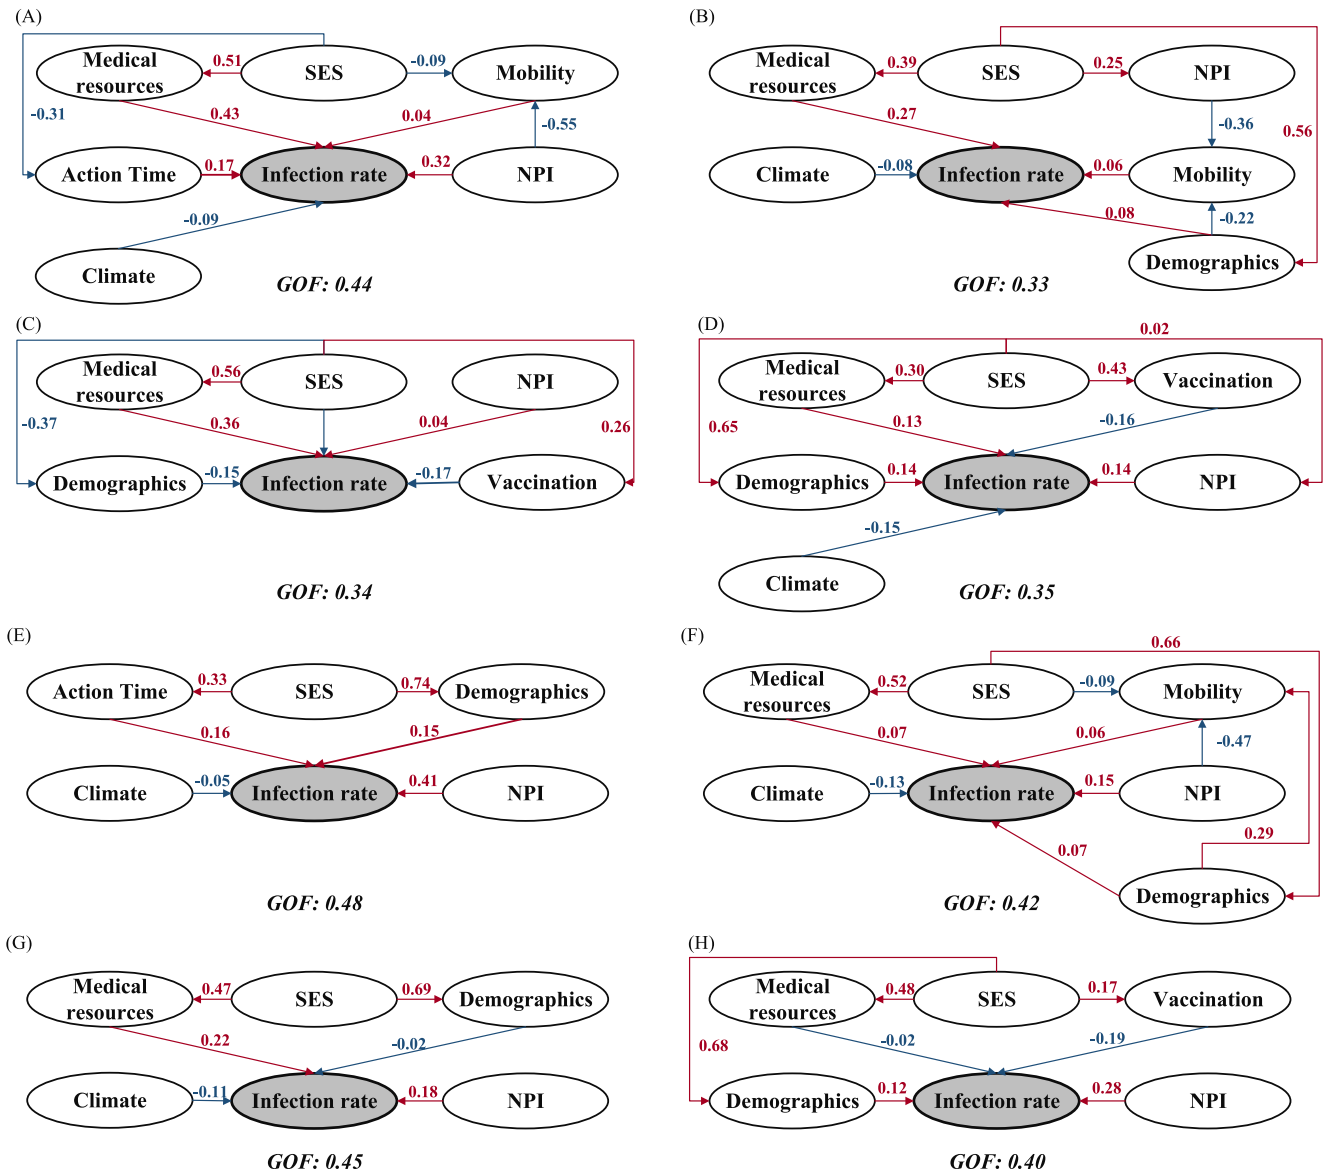 (A)
Medical
resources
0.51
SES
-0.09
Mobility
-0.31
0.43
0.04
-0.55
Action Time
0.17
Infection rate
0.32
NPI
-0.09
Climate
GOF: 0.44
(B)
Medical
resources
0.39
SES
0.25
NPI
0.27
-0.36
0.56
Climate
-0.08
Infection rate
0.06
Mobility
0.08
-0.22
Demographics
GOF: 0.33
(C)
Medical
resources
0.56
SES
NPI
-0.37
0.36
0.04
0.26
Demographics
-0.15
Infection rate
-0.17
Vaccination
GOF: 0.34
(D)
0.02
Medical
resources
0.30
SES
0.43
Vaccination
0.65
0.13
-0.16
Demographics
0.14
Infection rate
0.14
NPI
-0.15
Climate
GOF: 0.35
(E)
Action Time
0.33
SES
0.74
Demographics
0.16
0.15
Climate
-0.05
Infection rate
0.41
NPI
GOF: 0.48
(F)
0.66
Medical
resources
0.52
SES
-0.09
Mobility
0.07
0.06
-0.47
Climate
-0.13
Infection rate
0.15
NPI
0.29
0.07
Demographics
GOF: 0.42
(G)
Medical
resources
0.47
SES
0.69
Demographics
0.22
-0.02
Climate
-0.11
Infection rate
0.18
NPI
GOF: 0.45
(H)
Medical
resources
0.48
SES
0.17
Vaccination
0.68
-0.02
-0.19
Demographics
0.12
Infection rate
0.28
NPI
GOF: 0.40